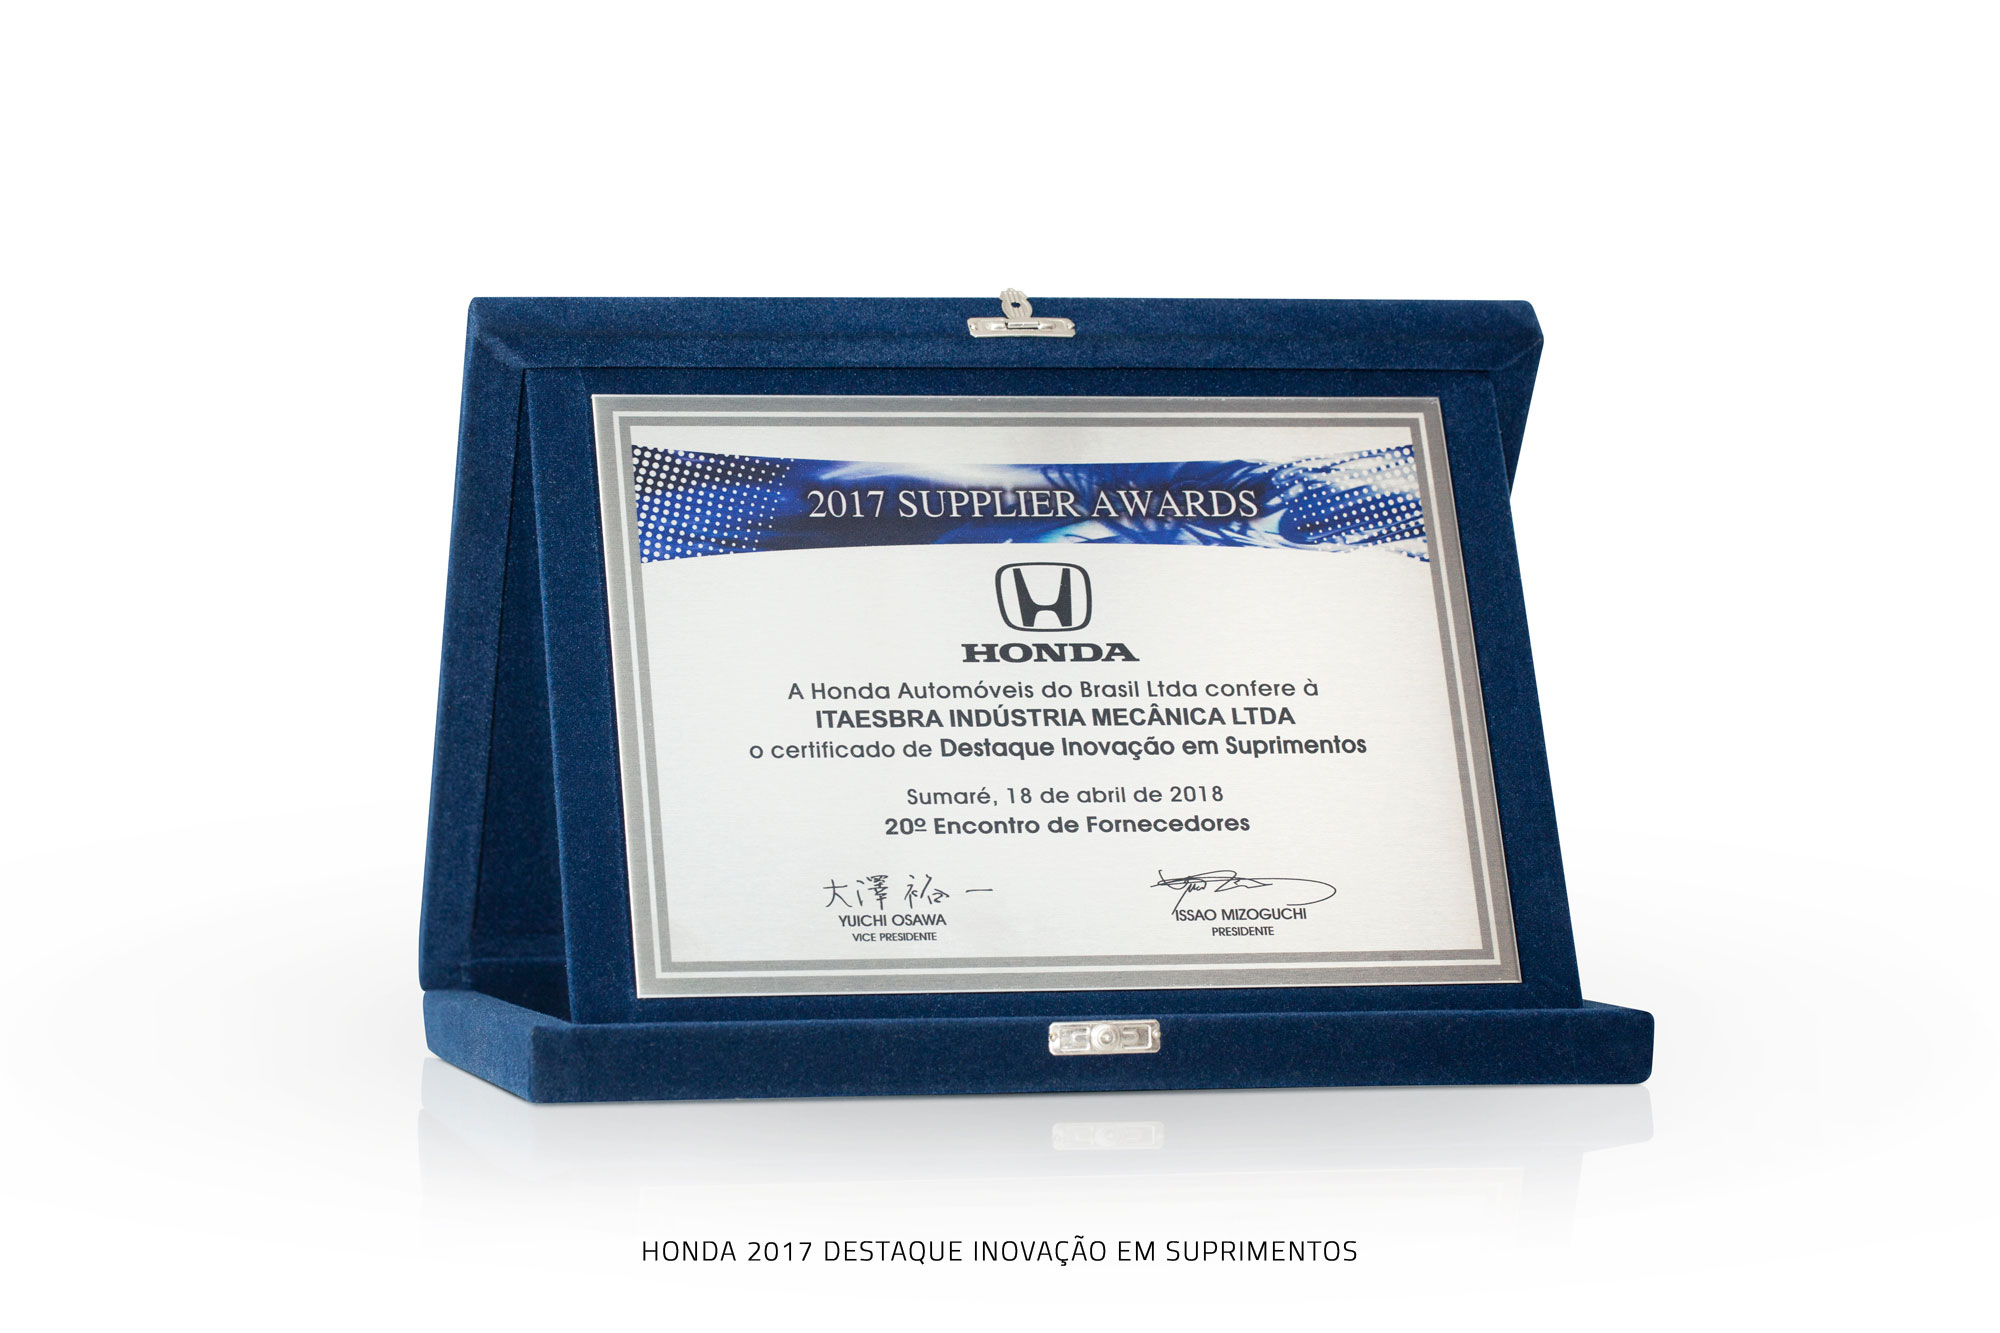 2017 SUPPLIER AWARDS
HONDA
A Honda Automóveis do Brasil Ltda confere à
ITAESBRA INDÚSTRIA MECÂNICA LTDA
o certificado de Destaque Inovação em Suprimentos
Sumaré, 18 de abril de 2018
20º Encontro de Fornecedores
大澤 裕一
YUICHI OSAWA
VICE PRESIDENTE
ISSAO MIZOGUCHI
PRESIDENTE
HONDA 2017 DESTAQUE INOVAÇÃO EM SUPRIMENTOS